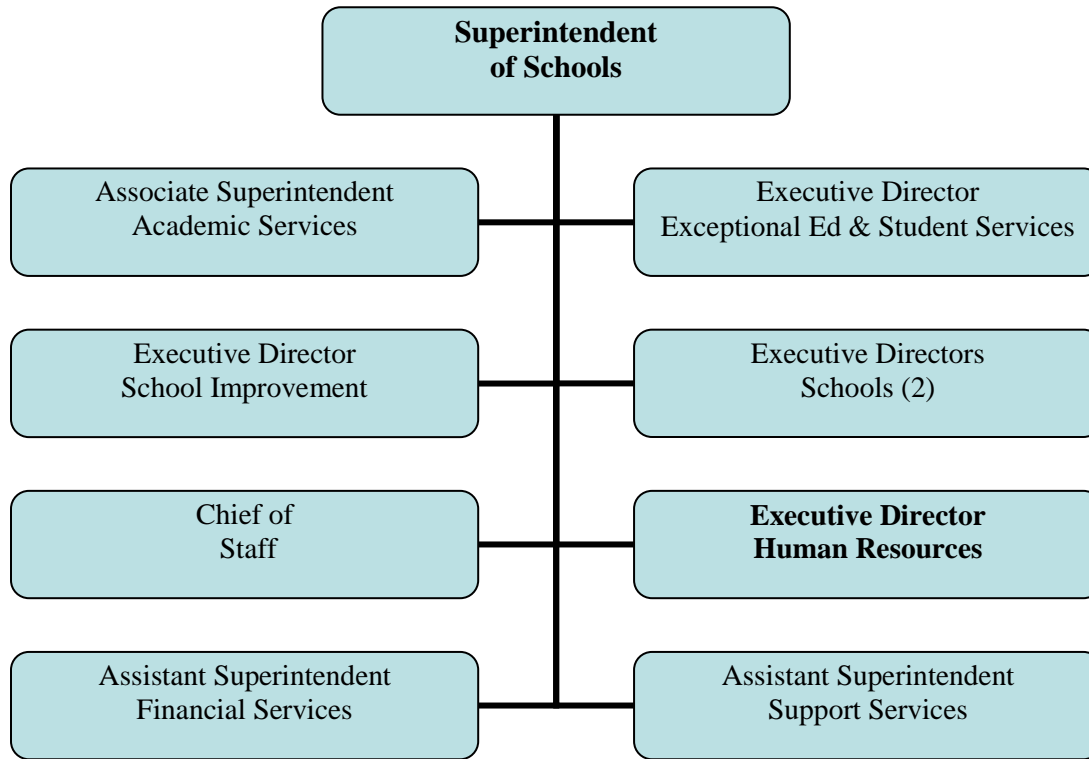 Superintendent
of Schools
Associate Superintendent
Academic Services
Executive Director
Exceptional Ed & Student Services
Executive Director
School Improvement
Executive Directors
Schools (2)
Chief of
Staff
Executive Director
Human Resources
Assistant Superintendent
Financial Services
Assistant Superintendent
Support Services